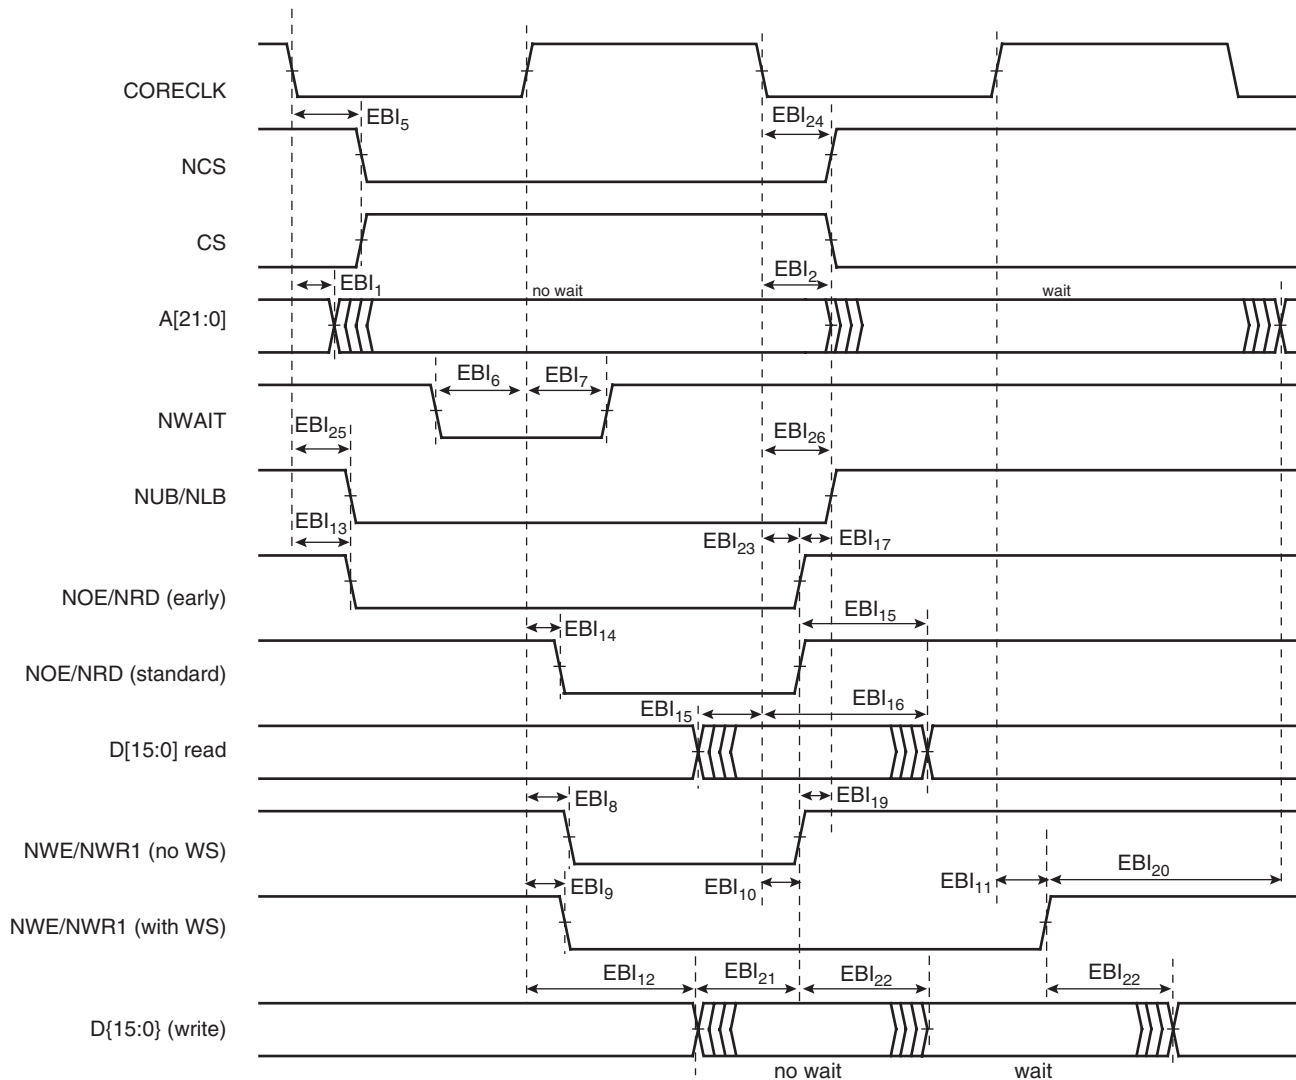 CORECLK
EBI5
EBI24
NCS
CS
EBI1
EBI2
no wait
wait
A[21:0]
EBI6
EBI7
NWAIT
EBI25
EBI26
NUB/NLB
EBI13
EBI23
EBI17
NOE/NRD (early)
EBI14
EBI15
NOE/NRD (standard)
EBI15
EBI16
D[15:0] read
EBI8
EBI19
NWE/NWR1 (no WS)
EBI9
EBI10
EBI11
EBI20
NWE/NWR1 (with WS)
EBI12
EBI21
EBI22
EBI22
D{15:0} (write)
no wait
wait